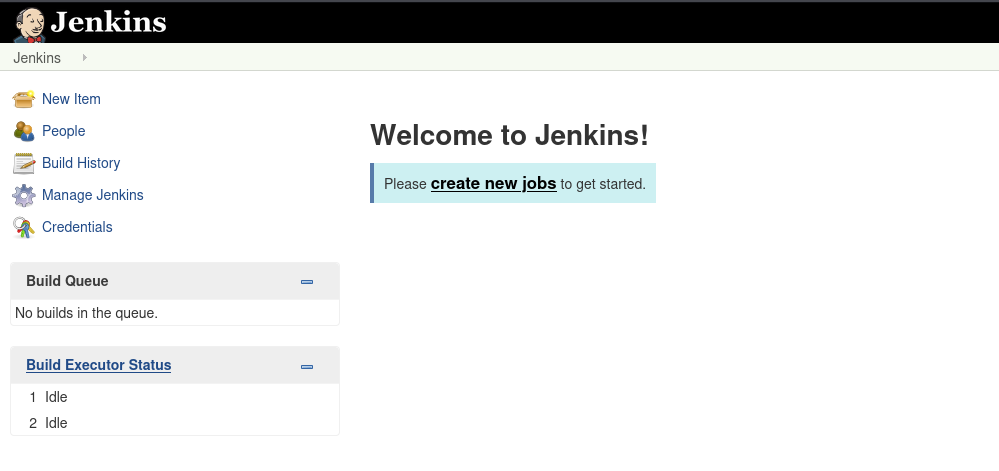 Jenkins
Jenkins
New Item
People
Build History
Manage Jenkins
Credentials
Welcome to Jenkins!
Please create new jobs to get started.
Build Queue
No builds in the queue.
Build Executor Status
1 Idle
2 Idle